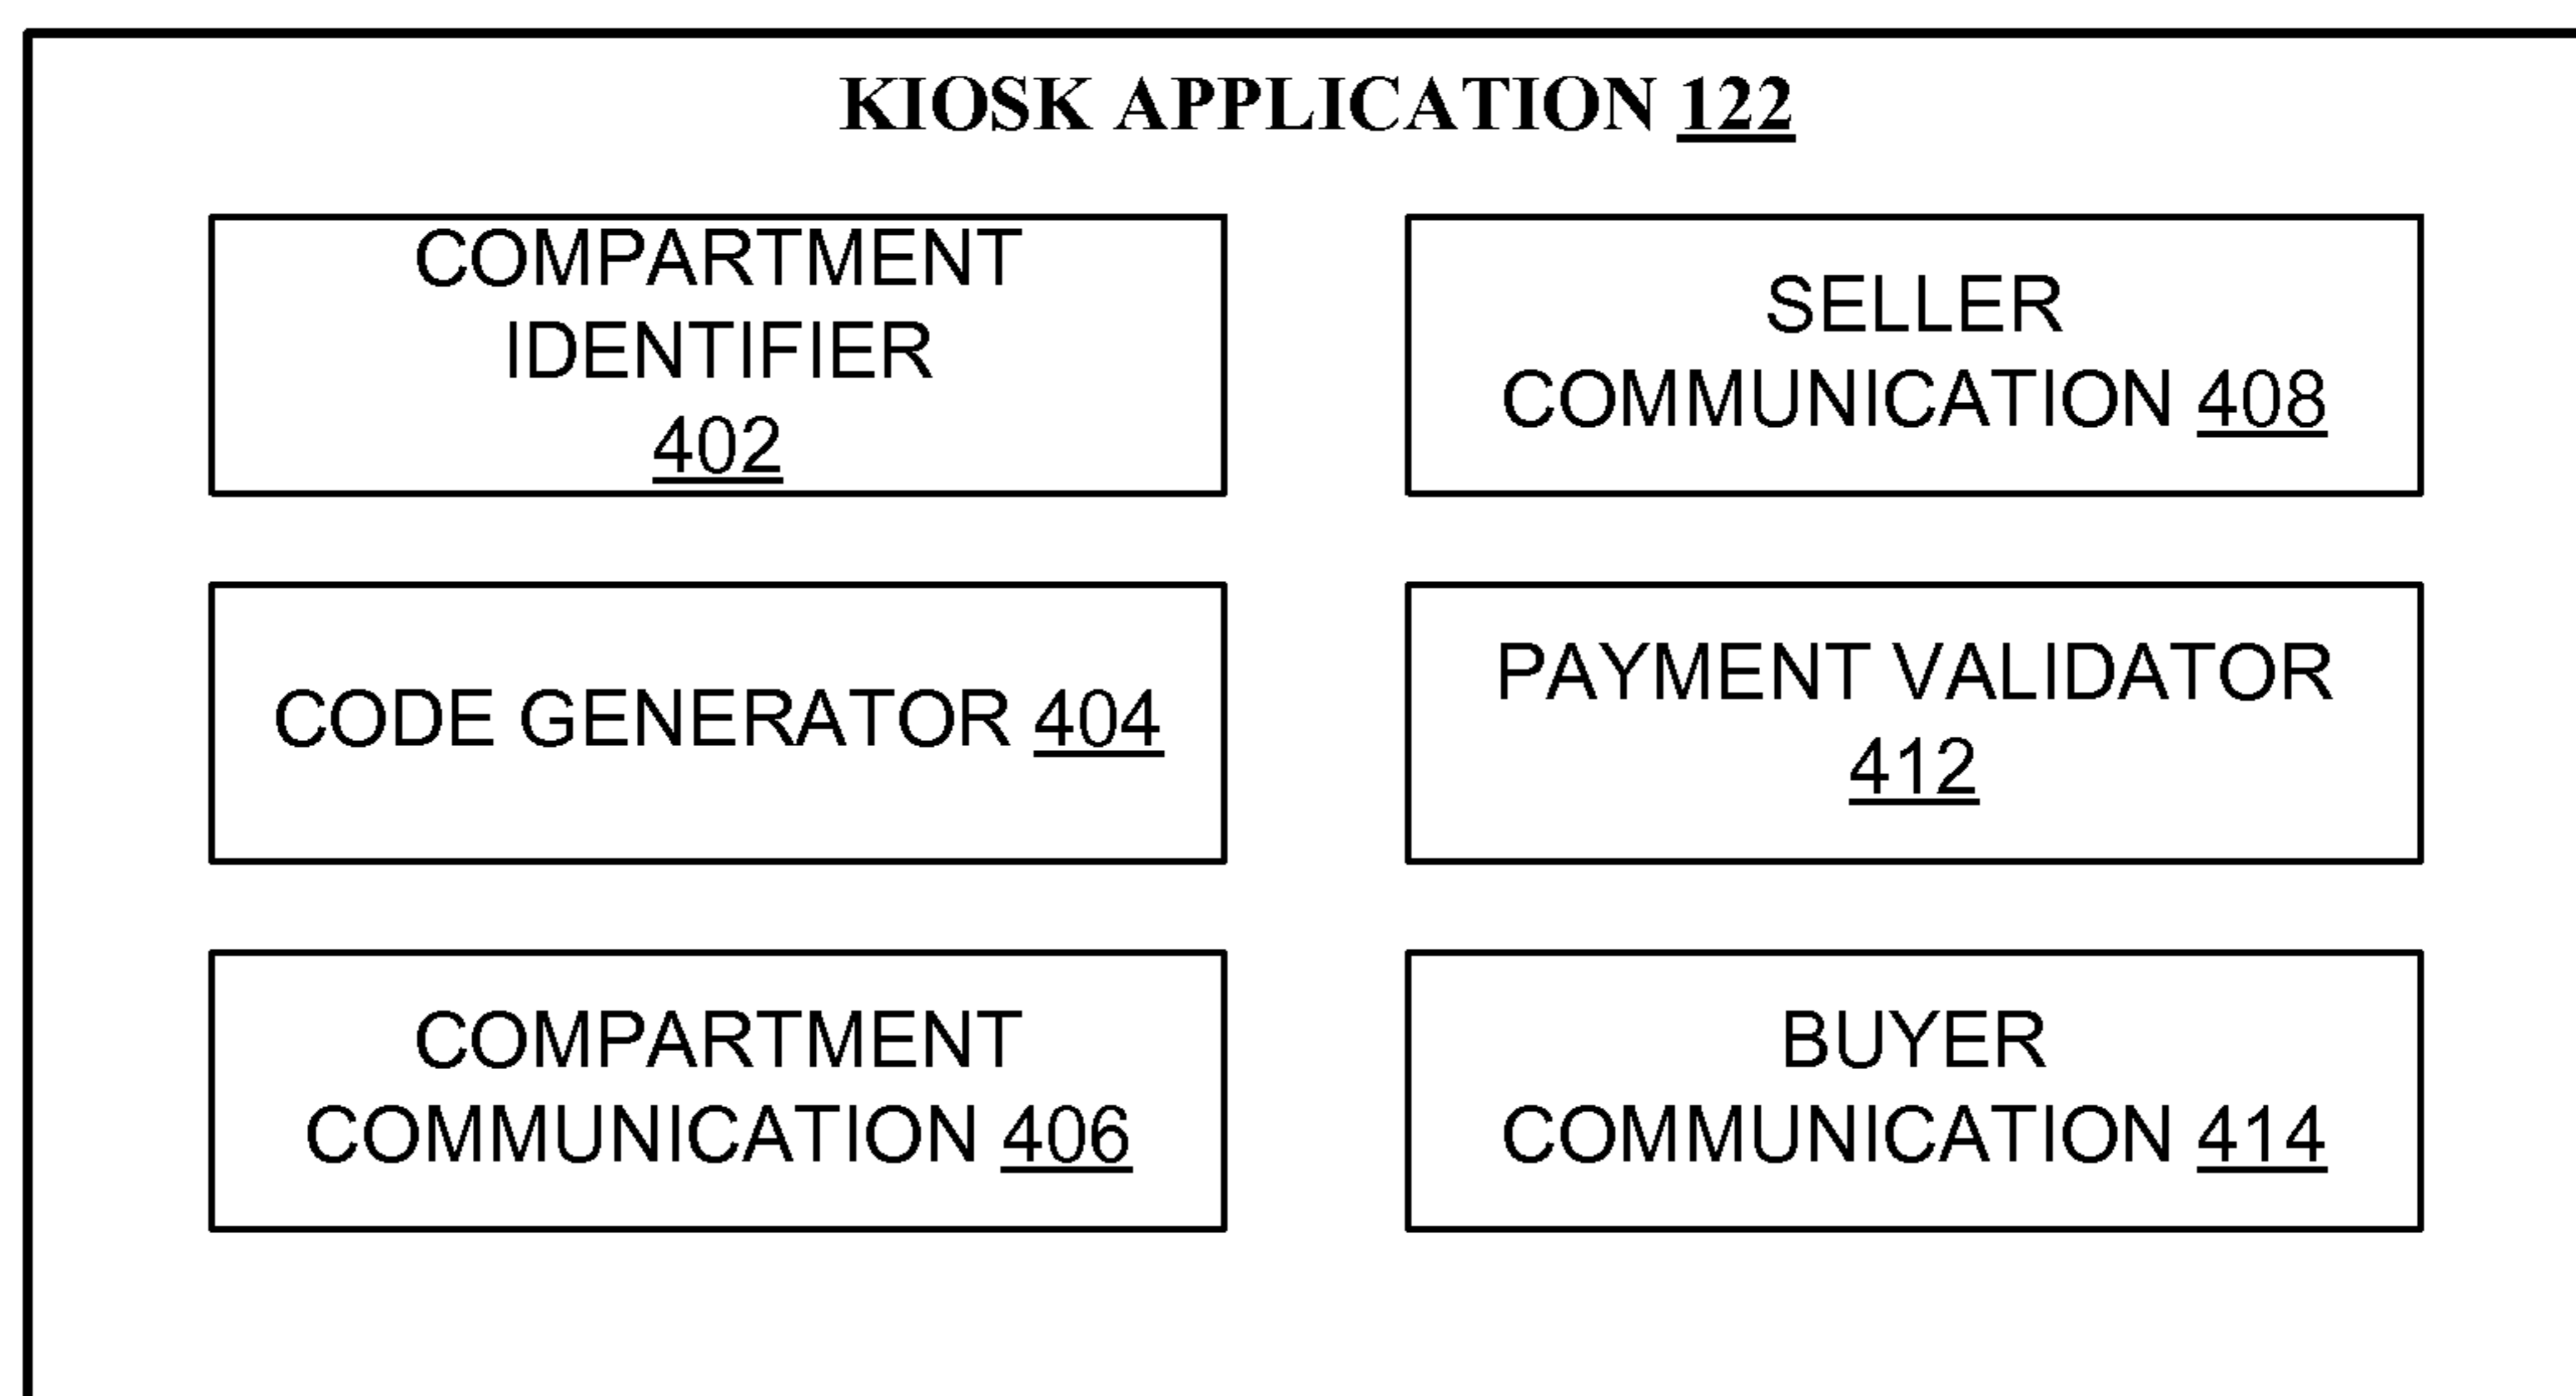 KIOSK APPLICATION 122
COMPARTMENT
IDENTIFIER
402
SELLER
COMMUNICATION 408
CODE GENERATOR 404
PAYMENT VALIDATOR
412
COMPARTMENT
COMMUNICATION 406
BUYER
COMMUNICATION 414